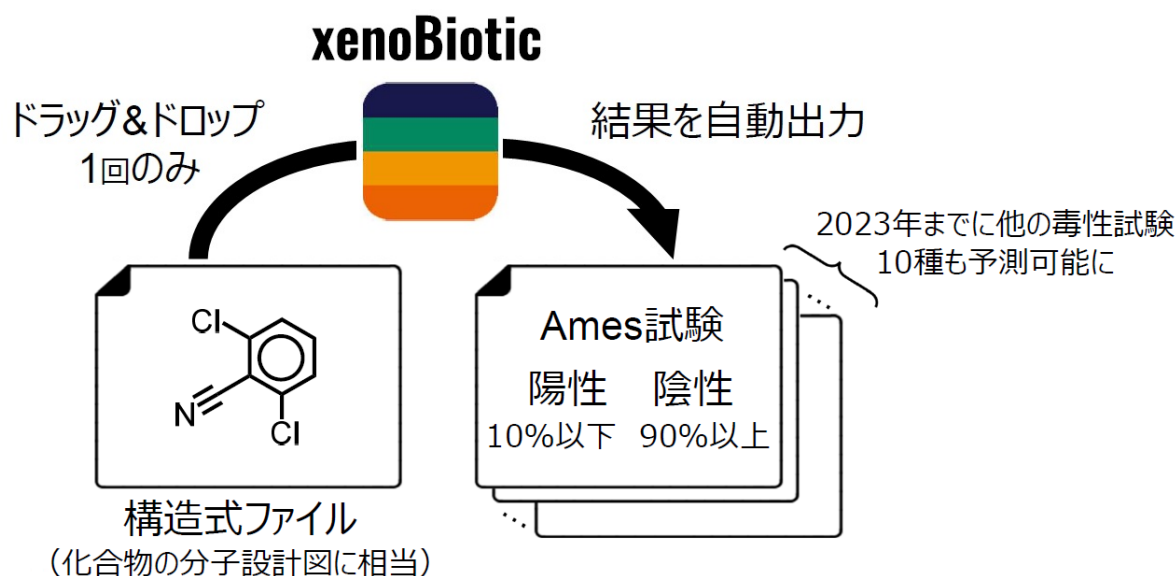 xenoBiotic
ドラッグ&ドロップ
1回のみ
結果を自動出力
2023年までに他の毒性試験
10種も予測可能に
Cl
N
Cl
Ames試験
陽性 陰性
10%以下 90%以上
構造式ファイル
（化合物の分子設計図に相当）